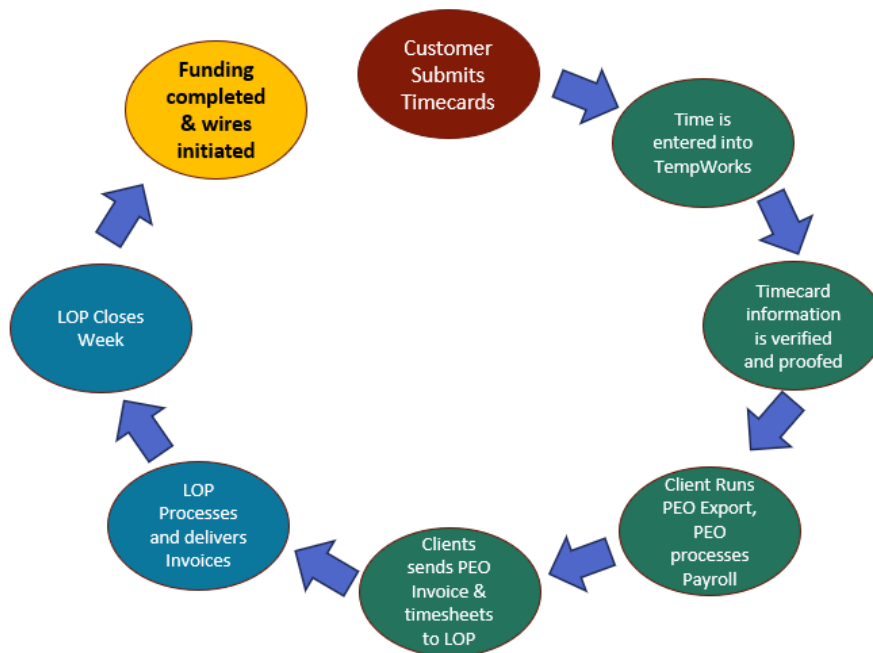 Customer
Submits
Timecards
Time is
entered into
TempWorks
Timecard
information
is verified
and proofed
Client Runs
PEO Export,
PEO
processes
Payroll
Clients
sends PEO
Invoice &
timesheets
to LOP
LOP
Processes
and delivers
Invoices
LOP Closes
Week
Funding
completed
& wires
initiated